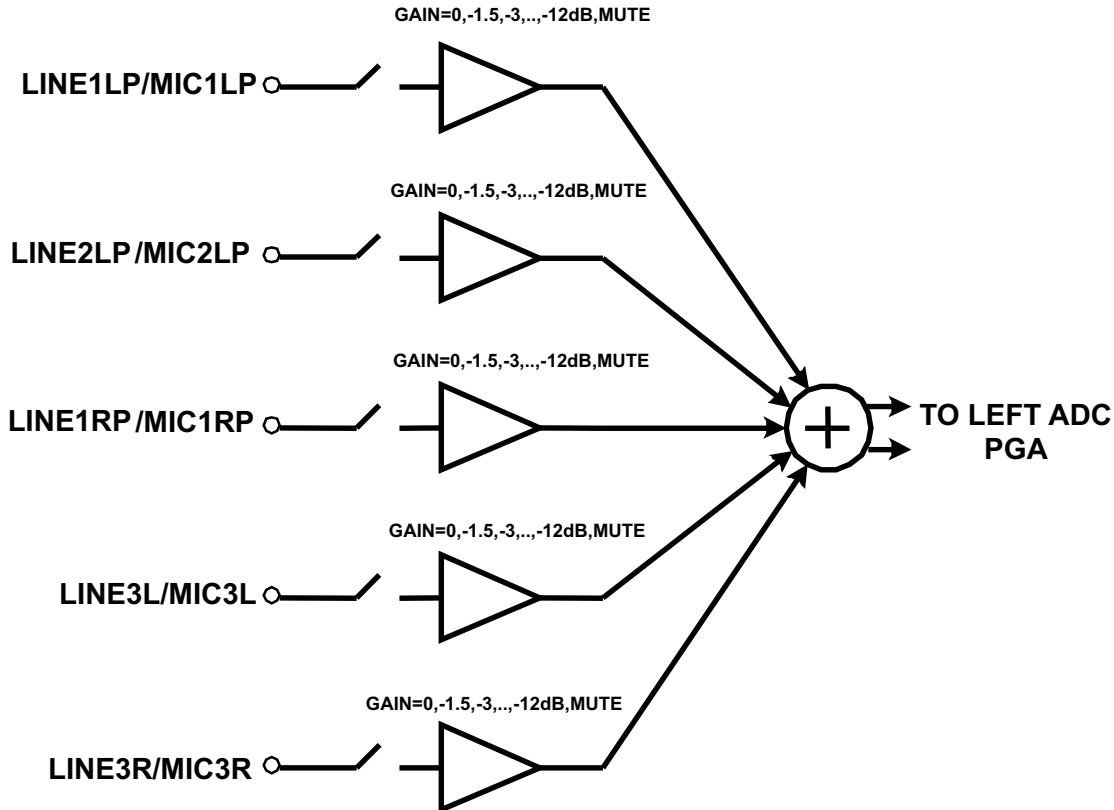 GAIN=0,-1.5,-3,..,-12dB,MUTE
LINE1LP/MIC1LP
GAIN=0,-1.5,-3,..,-12dB,MUTE
LINE2LP/MIC2LP
GAIN=0,-1.5,-3,..,-12dB,MUTE
LINE1RP/MIC1RP
+
TO LEFT ADC
PGA
GAIN=0,-1.5,-3,..,-12dB,MUTE
LINE3L/MIC3L
GAIN=0,-1.5,-3,..,-12dB,MUTE
LINE3R/MIC3R